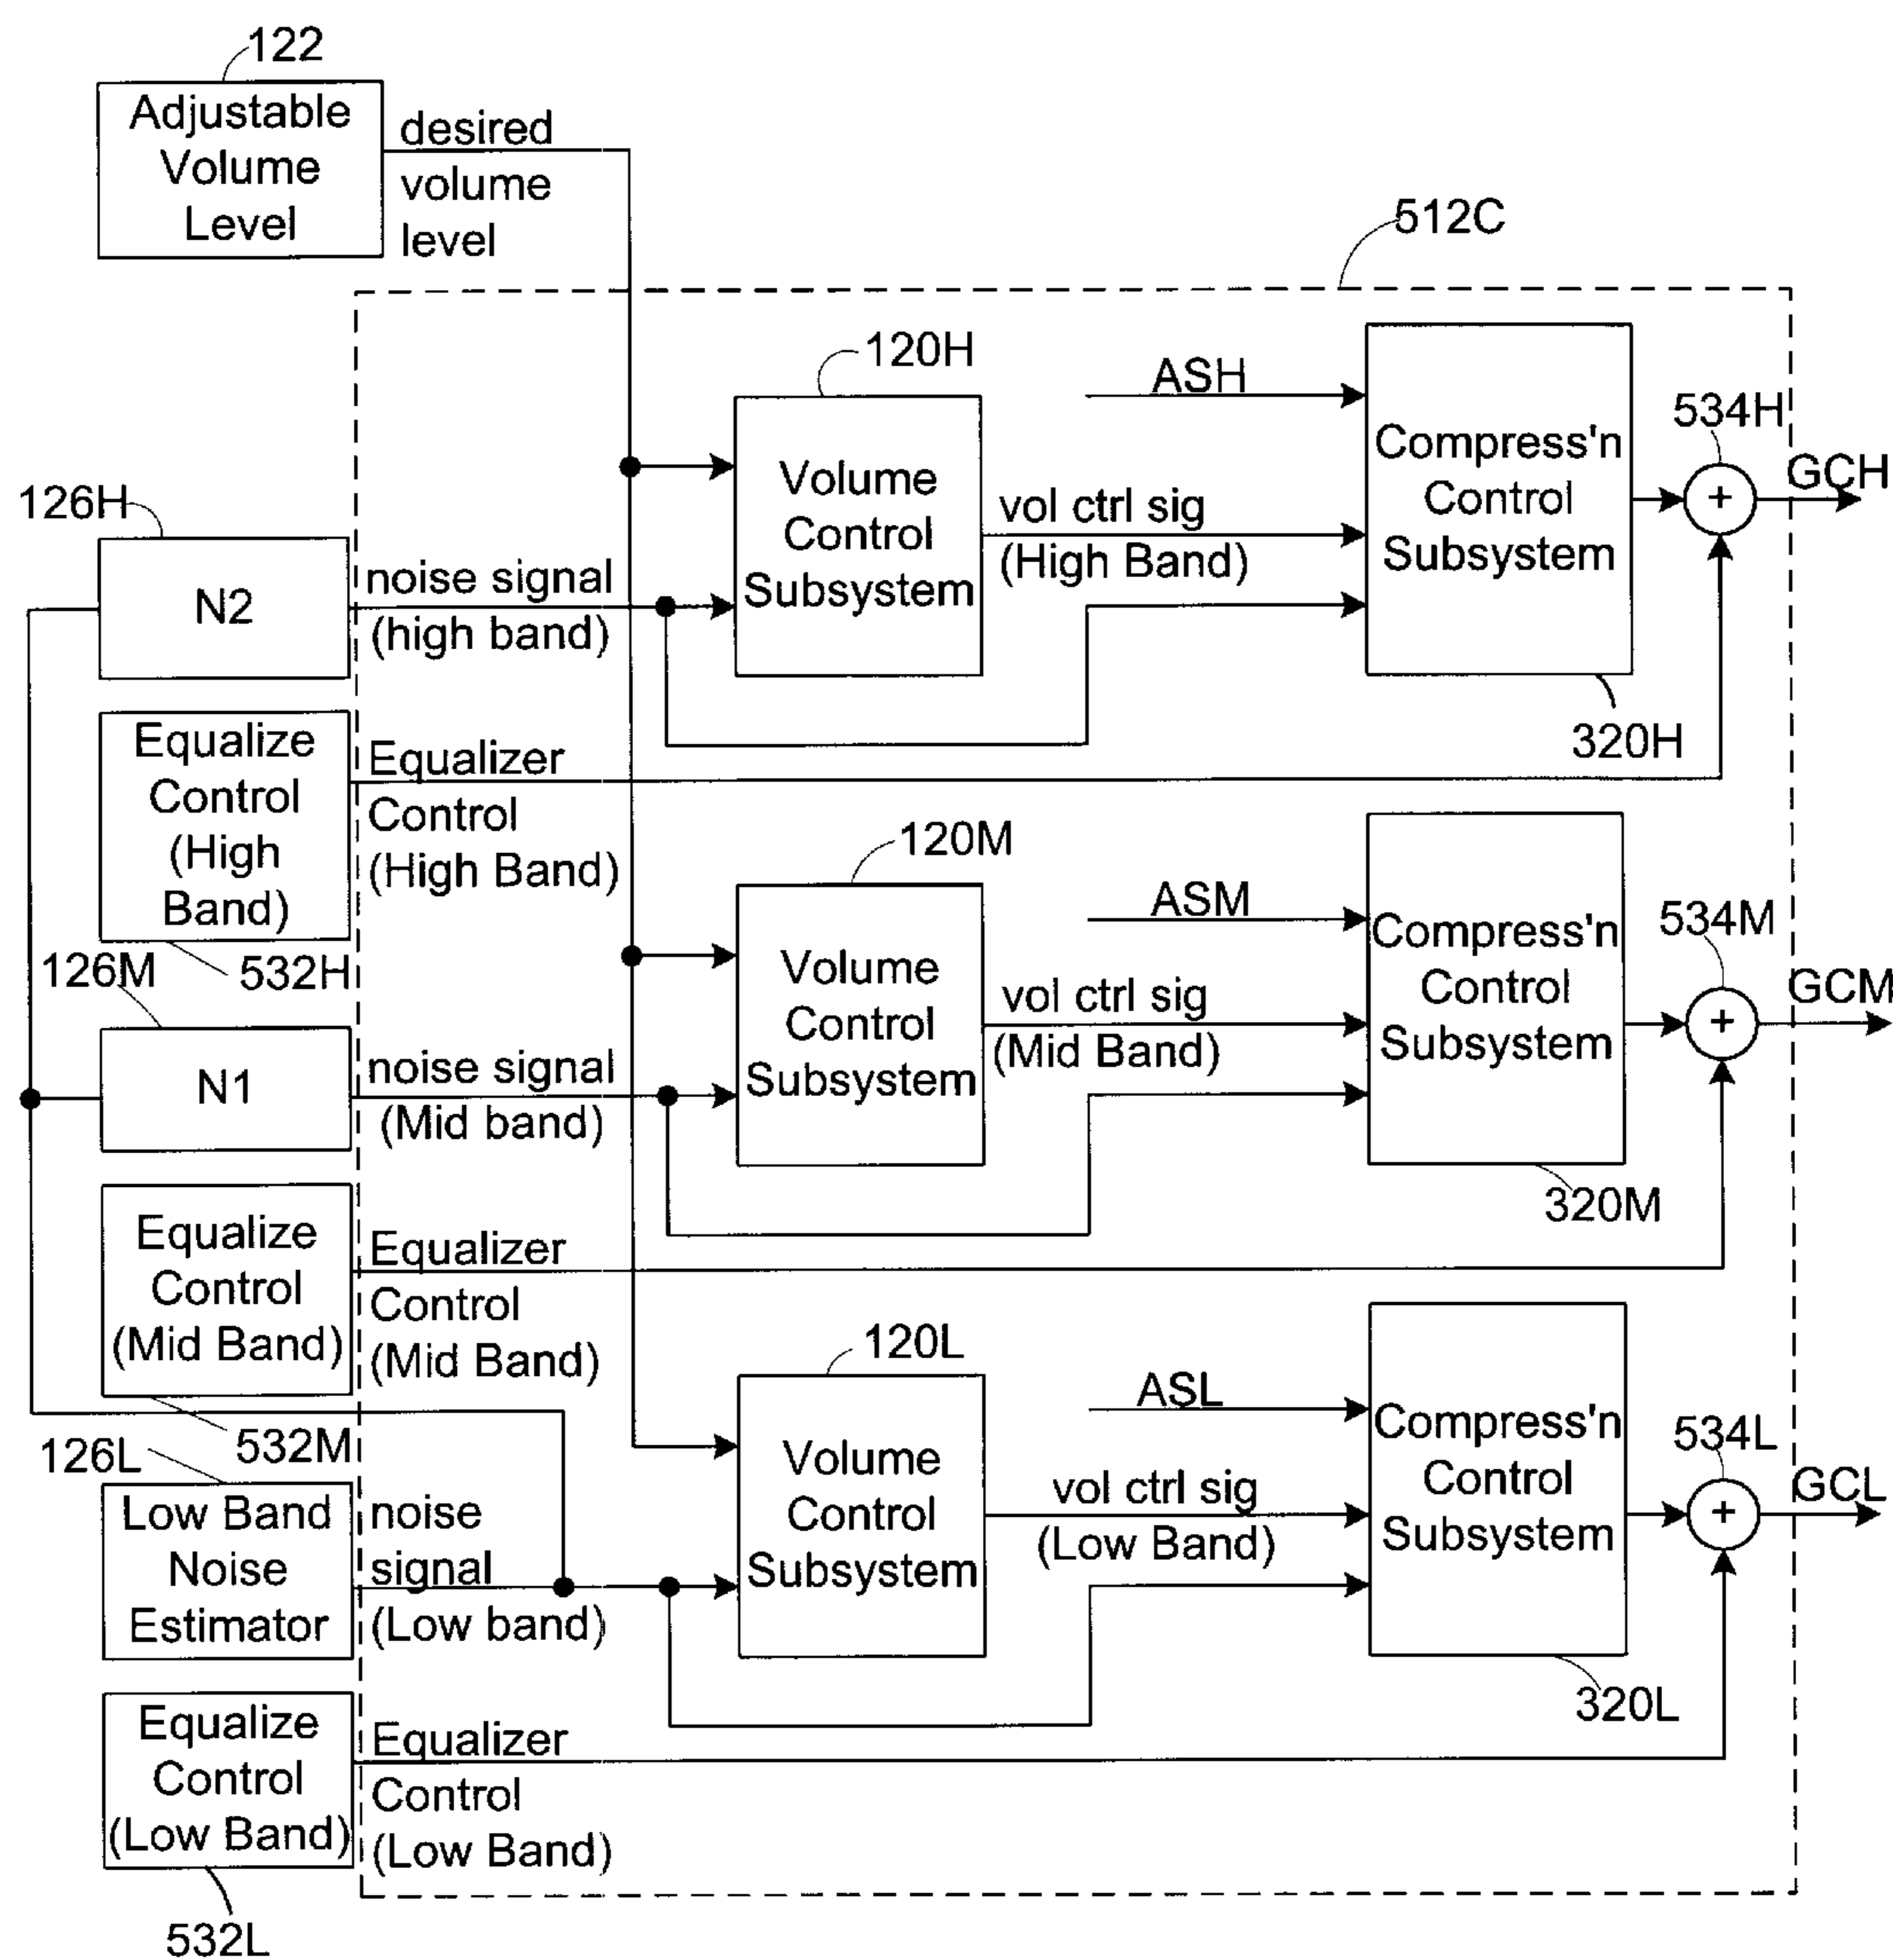 122
Adjustable
Volume
Level
desired
volume
level
512C
120H
ASH
534H
GCH
Compress'n
Control
Subsystem
Volume
Control
Subsystem
vol ctrl sig
(High Band)
126H
N2
noise signal
(high band)
320H
Equalize
Control
(High
Band)
Equalizer
Control
(High Band)
532H
120M
ASM
534M
GCM
Compress'n
Control
Subsystem
Volume
Control
Subsystem
vol ctrl sig
(Mid Band)
126M
N1
noise signal
(Mid band)
320M
Equalize
Control
(Mid Band)
Equalizer
Control
(Mid Band)
532M
120L
ASL
534L
GCL
Compress'n
Control
Subsystem
Volume
Control
Subsystem
vol ctrl sig
(Low Band)
126L
Low Band
Noise
Estimator
noise
signal
(Low band)
320L
Equalize
Control
(Low Band)
Equalizer
Control
(Low Band)
532L
+
+
+